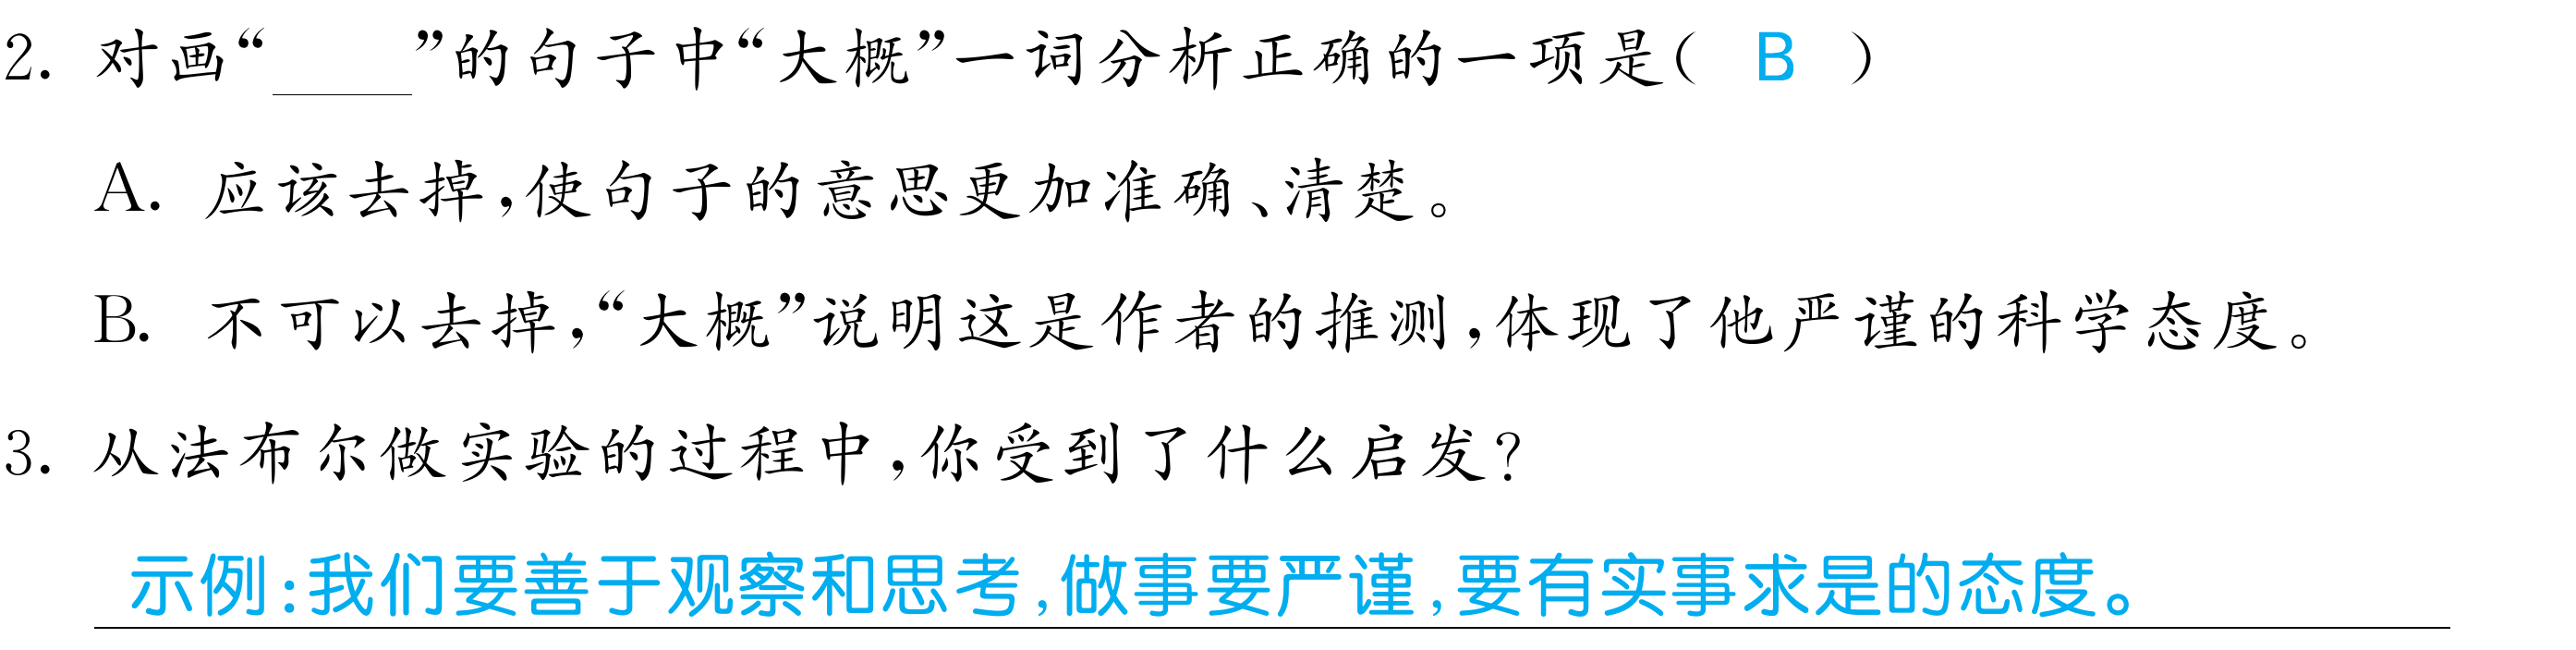 2. 对画“____”的句子中“大概”一词分析正确的一项是( B )
A. 应该去掉,使句子的意思更加准确、清楚。
B. 不可以去掉,“大概”说明这是作者的推测,体现了他严谨的科学态度。
3. 从法布尔做实验的过程中,你受到了什么启发?
示例:我们要善于观察和思考,做事要严谨,要有实事求是的态度。